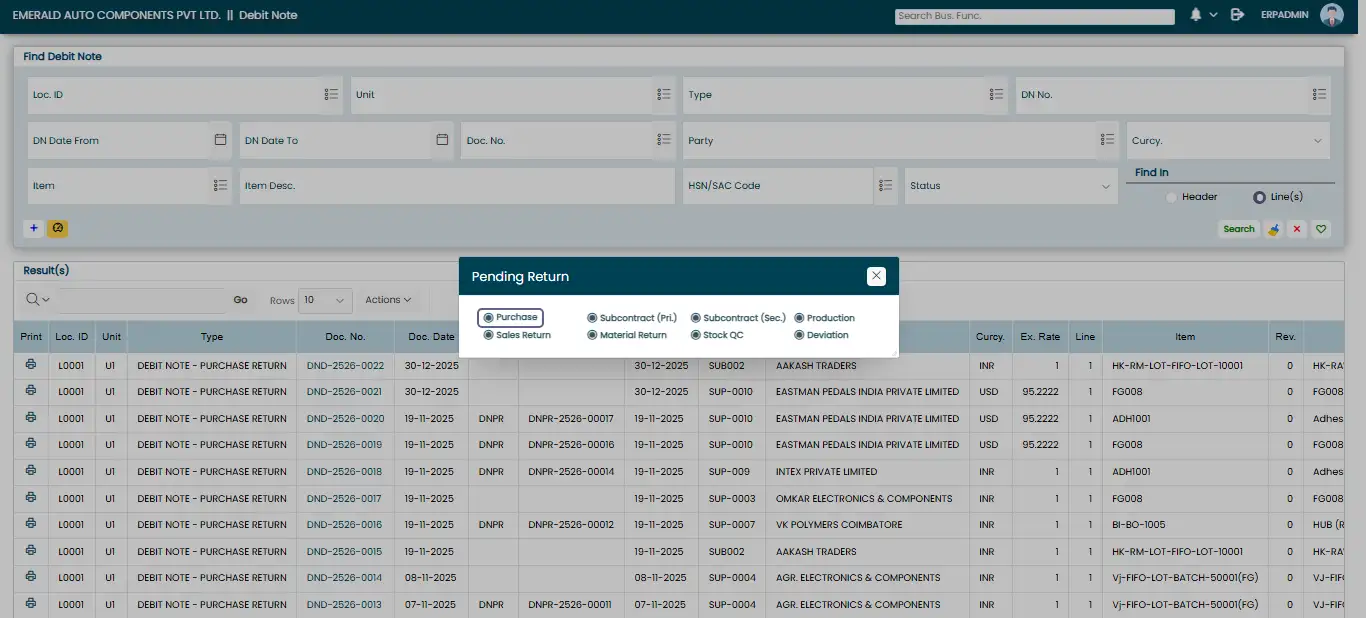 EMERALD AUTO COMPONENTS PVT LTD. || Debit Note
Search Bus. Func.
ERPADMIN
Find Debit Note
Loc. ID Unit Type DN No.
DN Date From DN Date To Doc. No. Party Curcy.
Item Item Desc. HSN/SAC Code Status Find In
Header Line(s)
+ Search
Result(s)
Go Rows 10 Actions
Pending Return
Purchase Subcontract (Pri.) Subcontract (Sec.) Production
Sales Return Material Return Stock QC Deviation
Print Loc. ID Unit Type Doc. No. Doc. Date Curcy. Ex. Rate Line Item Rev.
L0001 U1 DEBIT NOTE - PURCHASE RETURN DND-2526-0022 30-12-2025 30-12-2025 SUB002 AAKASH TRADERS INR 1 1 HK-RM-LOT-FIFO-LOT-10001 0 HK-RA
L0001 U1 DEBIT NOTE - PURCHASE RETURN DND-2526-0021 30-12-2025 30-12-2025 SUP-0010 EASTMAN PEDALS INDIA PRIVATE LIMITED USD 95.2222 1 FG008 0 FG008
L0001 U1 DEBIT NOTE - PURCHASE RETURN DND-2526-0020 19-11-2025 DNPR DNPR-2526-00017 19-11-2025 SUP-0010 EASTMAN PEDALS INDIA PRIVATE LIMITED USD 95.2222 1 ADH1001 0 Adhes
L0001 U1 DEBIT NOTE - PURCHASE RETURN DND-2526-0019 19-11-2025 DNPR DNPR-2526-00016 19-11-2025 SUP-0010 EASTMAN PEDALS INDIA PRIVATE LIMITED USD 95.2222 1 FG008 0 FG008
L0001 U1 DEBIT NOTE - PURCHASE RETURN DND-2526-0018 19-11-2025 DNPR DNPR-2526-00014 19-11-2025 SUP-009 INTEX PRIVATE LIMITED INR 1 1 ADH1001 0 Adhes
L0001 U1 DEBIT NOTE - PURCHASE RETURN DND-2526-0017 19-11-2025 19-11-2025 SUP-0003 OMKAR ELECTRONICS & COMPONENTS INR 1 1 FG008 0 FG008
L0001 U1 DEBIT NOTE - PURCHASE RETURN DND-2526-0016 19-11-2025 DNPR DNPR-2526-00012 19-11-2025 SUP-0007 VK POLYMERS COIMBATORE INR 1 1 BI-BO-1005 0 HUB (R
L0001 U1 DEBIT NOTE - PURCHASE RETURN DND-2526-0015 19-11-2025 19-11-2025 SUB002 AAKASH TRADERS INR 1 1 HK-RM-LOT-FIFO-LOT-10001 0 HK-RA
L0001 U1 DEBIT NOTE - PURCHASE RETURN DND-2526-0014 08-11-2025 08-11-2025 SUP-0004 AGR. ELECTRONICS & COMPONENTS INR 1 1 Vj-FIFO-LOT-BATCH-50001(FG) 0 VJ-FIF
L0001 U1 DEBIT NOTE - PURCHASE RETURN DND-2526-0013 07-11-2025 DNPR DNPR-2526-00011 07-11-2025 SUP-0004 AGR. ELECTRONICS & COMPONENTS INR 1 1 Vj-FIFO-LOT-BATCH-50001(FG) 0 VJ-FIF